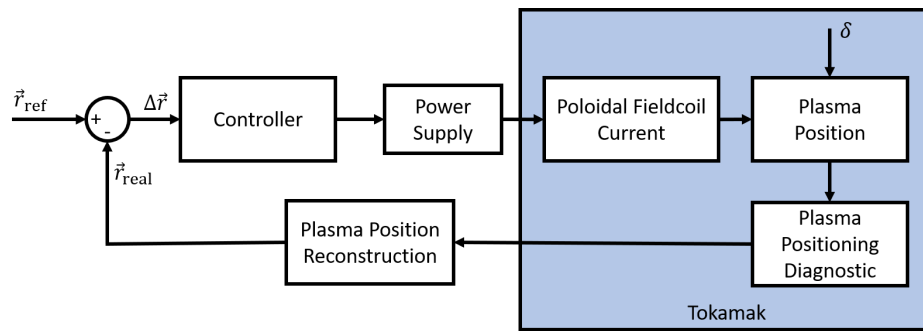 r⃗ref
+
-
Δr⃗
Controller
Power
Supply
Poloidal Fieldcoil
Current
δ
Plasma
Position
r⃗real
Plasma Position
Reconstruction
Plasma
Positioning
Diagnostic
Tokamak